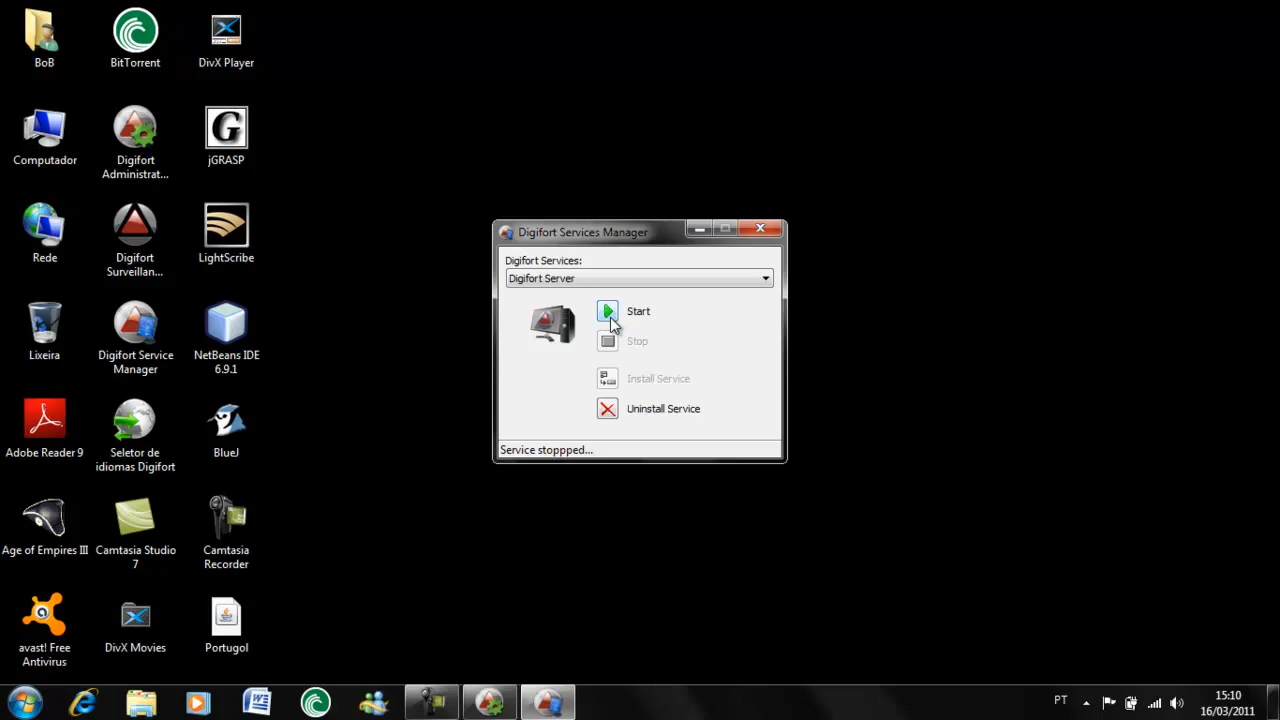 BoB
BitTorrent
DivX Player
Computador
Digifort
Administrat...
jGRASP
Rede
Digifort
Surveillan...
LightScribe
Lixeira
Digifort Service
Manager
NetBeans IDE
6.9.1
Adobe Reader 9
Seletor de
idiomas Digifort
BlueJ
Age of Empires III
Camtasia Studio
7
Camtasia
Recorder
avast! Free
Antivirus
DivX Movies
Portugol
Digifort Services Manager
Digifort Services:
Digifort Server
Start
Stop
Install Service
Uninstall Service
Service stoppped...
PT
15:10
16/03/2011